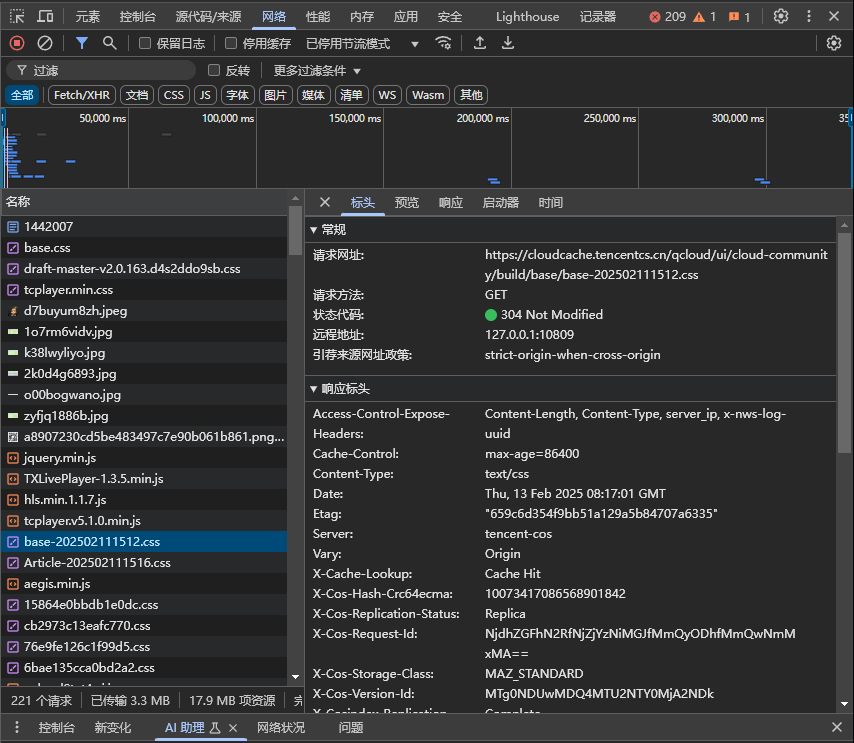 元素 控制台 源代码/来源 网络 性能 内存 应用 安全 Lighthouse 记录器 209 1 1
保留日志 停用缓存 已停用节流模式
过滤 反转 更多过滤条件
全部 Fetch/XHR 文档 CSS JS 字体 图片 媒体 清单 WS Wasm 其他
50,000 ms 100,000 ms 150,000 ms 200,000 ms 250,000 ms 300,000 ms 35
名称
1442007
base.css
draft-master-v2.0.163.d4s2ddo9sb.css
tcplayer.min.css
d7buyum8zh.jpeg
1o7rm6vidv.jpg
k38lwyliyo.jpg
2k0d4g6893.jpg
o00bogwano.jpg
zyfjq1886b.jpg
a8907230cd5be483497c7e90b061b861.png...
jquery.min.js
TXLivePlayer-1.3.5.min.js
hls.min.1.1.7.js
tcplayer.v5.1.0.min.js
base-202502111512.css
Article-202502111516.css
aegis.min.js
15864e0bbdb1e0dc.css
cb2973c13eafc770.css
76e9fe126c1f99d5.css
6bae135cca0bd2a2.css
221 个请求 已传输 3.3 MB 17.9 MB 项资源 完
标头 预览 响应 启动器 时间
常规
请求网址: https://cloudcache.tencentcs.cn/qcloud/ui/cloud-communit
y/build/base/base-202502111512.css
请求方法: GET
状态代码: 304 Not Modified
远程地址: 127.0.0.1:10809
引荐来源网址政策: strict-origin-when-cross-origin
响应标头
Access-Control-Expose- Content-Length, Content-Type, server_ip, x-nws-log-
Headers: uuid
Cache-Control: max-age=86400
Content-Type: text/css
Date: Thu, 13 Feb 2025 08:17:01 GMT
Etag: "659c6d354f9bb51a129a5b84707a6335"
Server: tencent-cos
Vary: Origin
X-Cache-Lookup: Cache Hit
X-Cos-Hash-Crc64ecma: 10073417086568901842
X-Cos-Replication-Status: Replica
X-Cos-Request-Id: NjdhZGFhN2RfNjZjYzNiMGJfMmQyODhfMmQwNmM
xMA==
X-Cos-Storage-Class: MAZ_STANDARD
X-Cos-Version-Id: MTg0NDUwMDQ4MTU2NTY0MjA2NDk
X-Cosindex-Replication- Complete
控制台 新变化 AI 助理 网络状况 问题